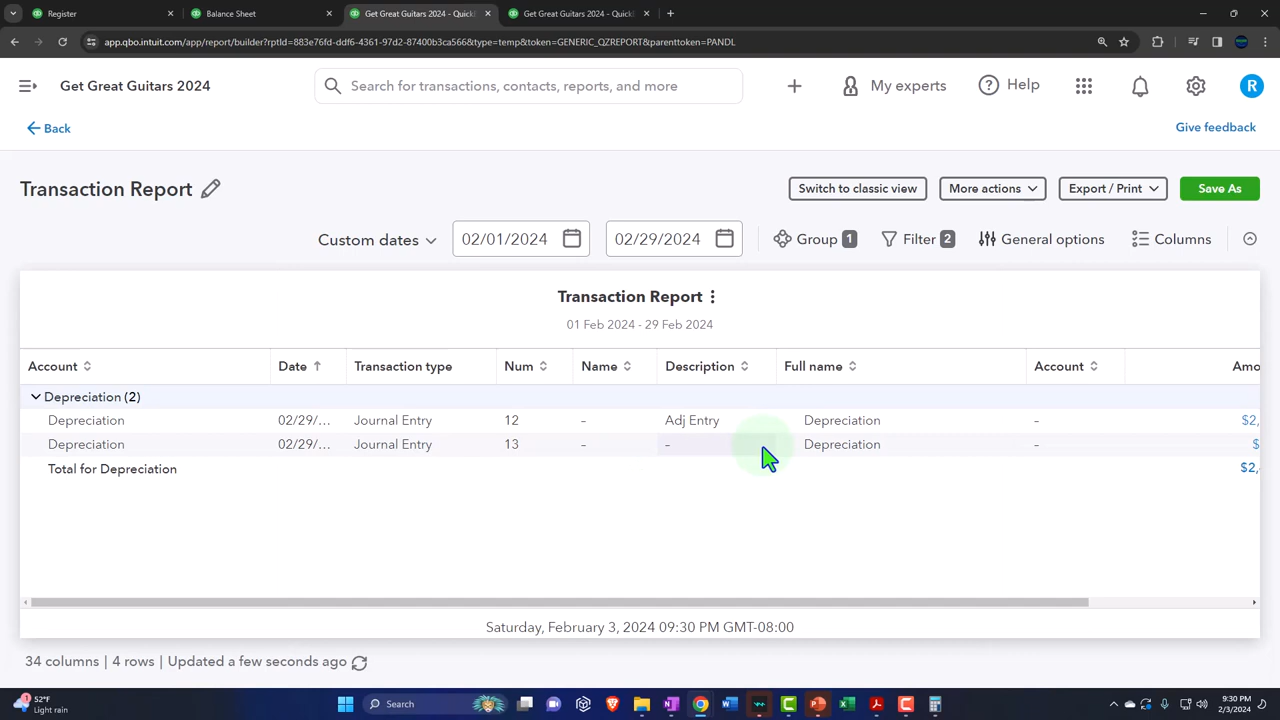 Register
Balance Sheet
Get Great Guitars 2024 - Quick
Get Great Guitars 2024 - Quick
app.qbo.intuit.com/app/report/builder?rptId=883e76fd-ddf6-4361-97d2-87400b3ca566&type=temp&token=GENERIC_QZREPORT&parenttoken=PANDL
Get Great Guitars 2024
Search for transactions, contacts, reports, and more
My experts
Help
R
Back
Give feedback
Transaction Report
Switch to classic view
More actions
Export / Print
Save As
Custom dates
02/01/2024
02/29/2024
Group 1
Filter 2
General options
Columns
Transaction Report
01 Feb 2024 - 29 Feb 2024
Account Date Transaction type Num Name Description Full name Account Amo
Depreciation (2)
Depreciation 02/29/... Journal Entry 12 – Adj Entry Depreciation – $2,
Depreciation 02/29/... Journal Entry 13 – – Depreciation – $
Total for Depreciation $2,
Saturday, February 3, 2024 09:30 PM GMT-08:00
34 columns | 4 rows | Updated a few seconds ago
52°F
Light rain
Search
9:30 PM
2/3/2024